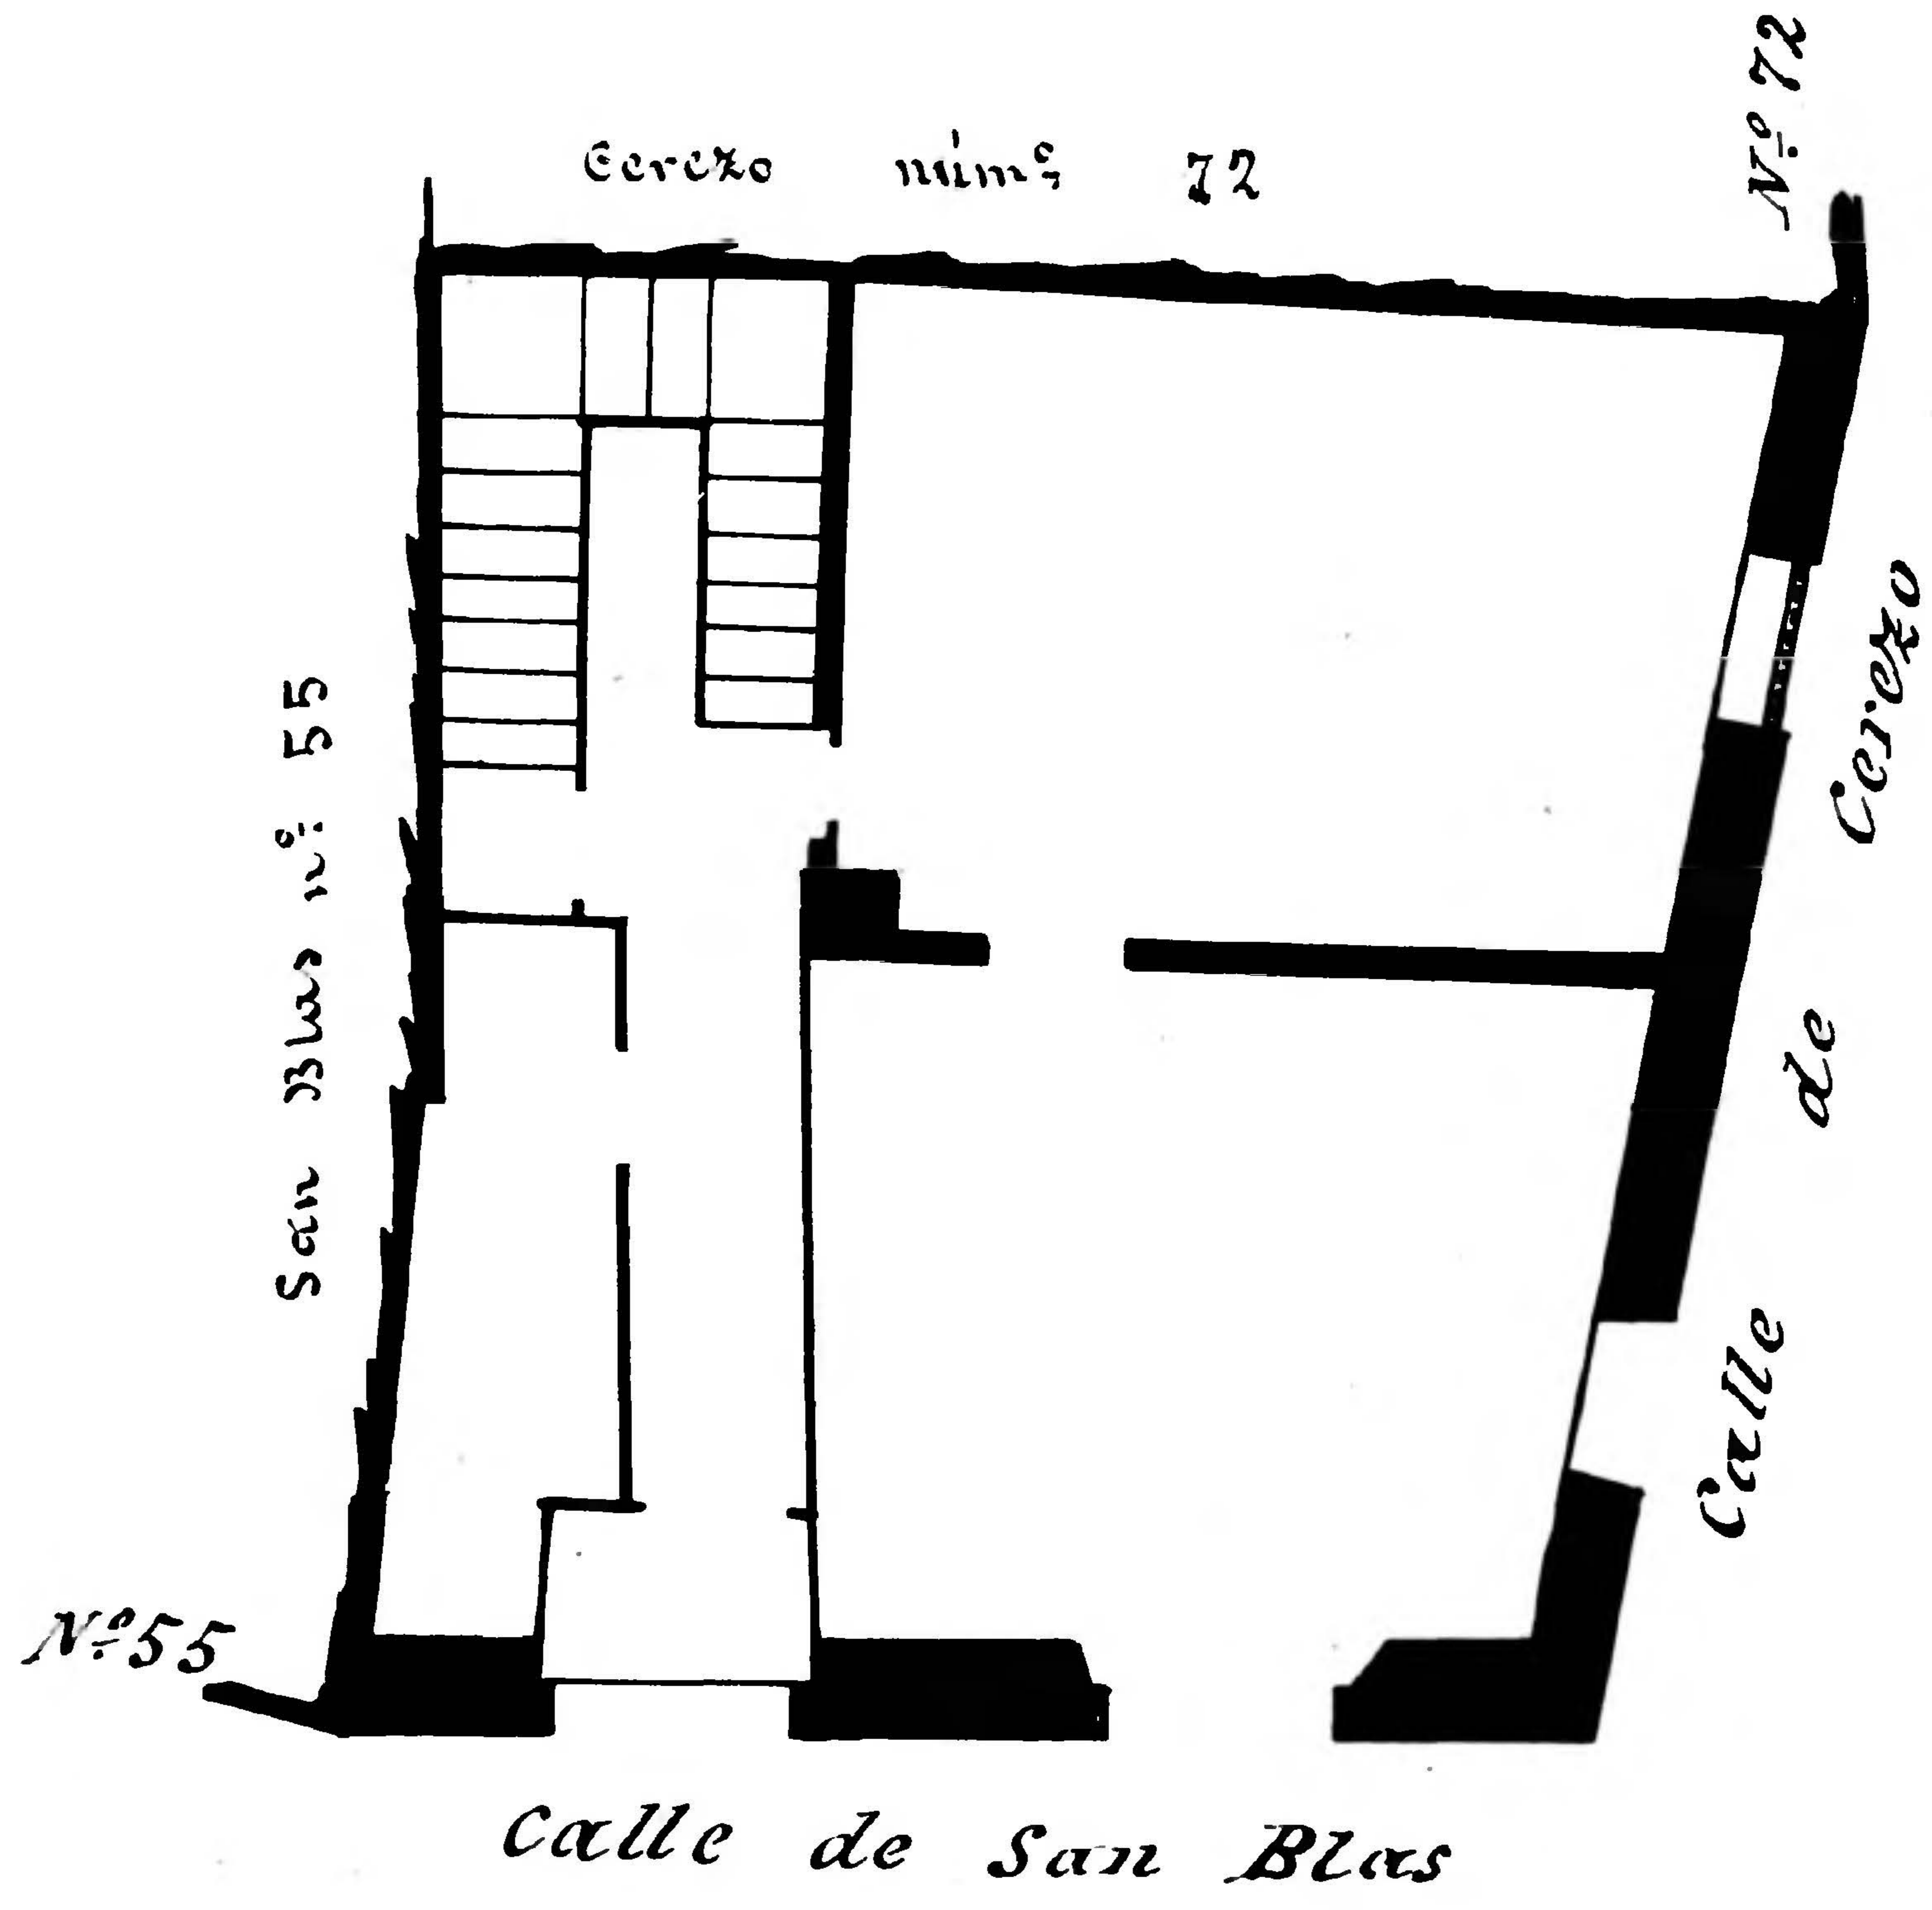 Nº 72
Cerezo núm.º 72
Calle de Cerezo
San Blas nº 55
Nº 55
Calle de San Blas